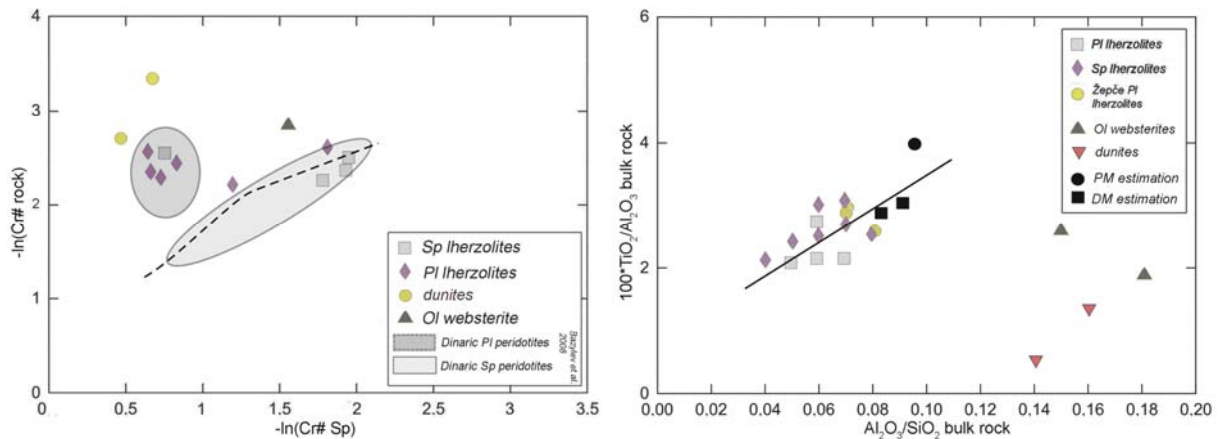 4
3
2
1
0
-ln(Cr# rock)
0
0.5
1
1.5
2
2.5
3
3.5
-ln(Cr# Sp)
Sp lherzolites
Pl lherzolites
dunites
Ol websterite
Dinaric Pl peridotites
Dinaric Sp peridotites
Bazylev et al.
2008
6
4
2
0
100*TiO2/Al2O3 bulk rock
0.00
0.02
0.04
0.06
0.08
0,10
0,12
0,14
0,16
0,18
0,20
Al2O3/SiO2 bulk rock
Pl lherzolites
Sp lherzolites
Žepče Pl
lherzolites
Ol websterites
dunites
PM estimation
DM estimation